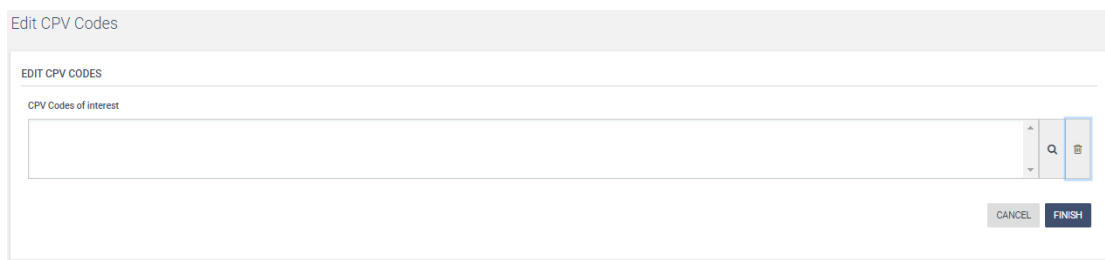 Edit CPV Codes
EDIT CPV CODES
CPV Codes of interest
CANCEL FINISH